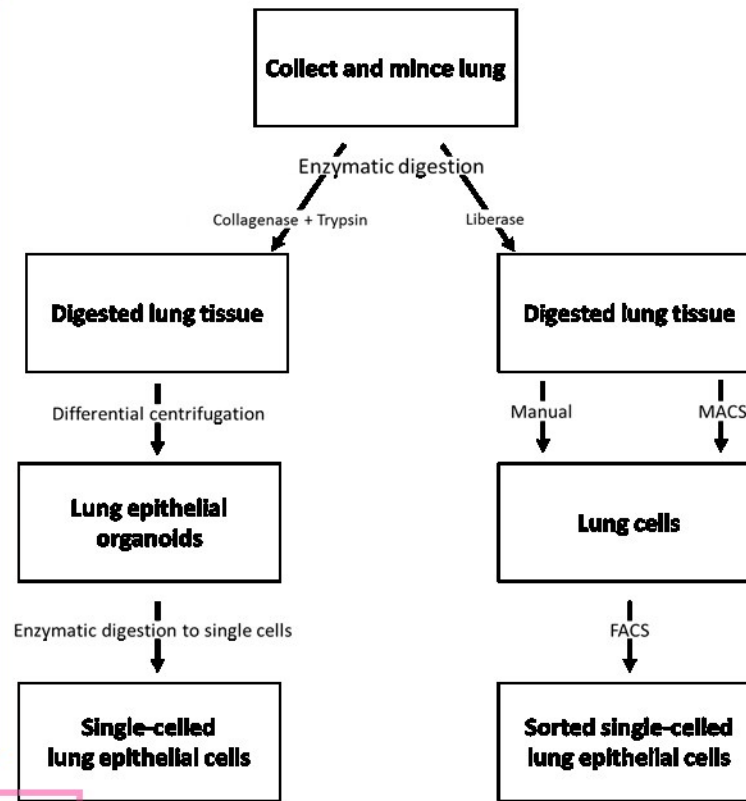 Collect and mince lung
Enzymatic digestion
Collagenase + Trypsin
Liberase
Digested lung tissue
Digested lung tissue
Differential centrifugation
Manual
MACS
Lung epithelial
organoids
Lung cells
Enzymatic digestion to single cells
FACS
Single-celled
lung epithelial cells
Sorted single-celled
lung epithelial cells